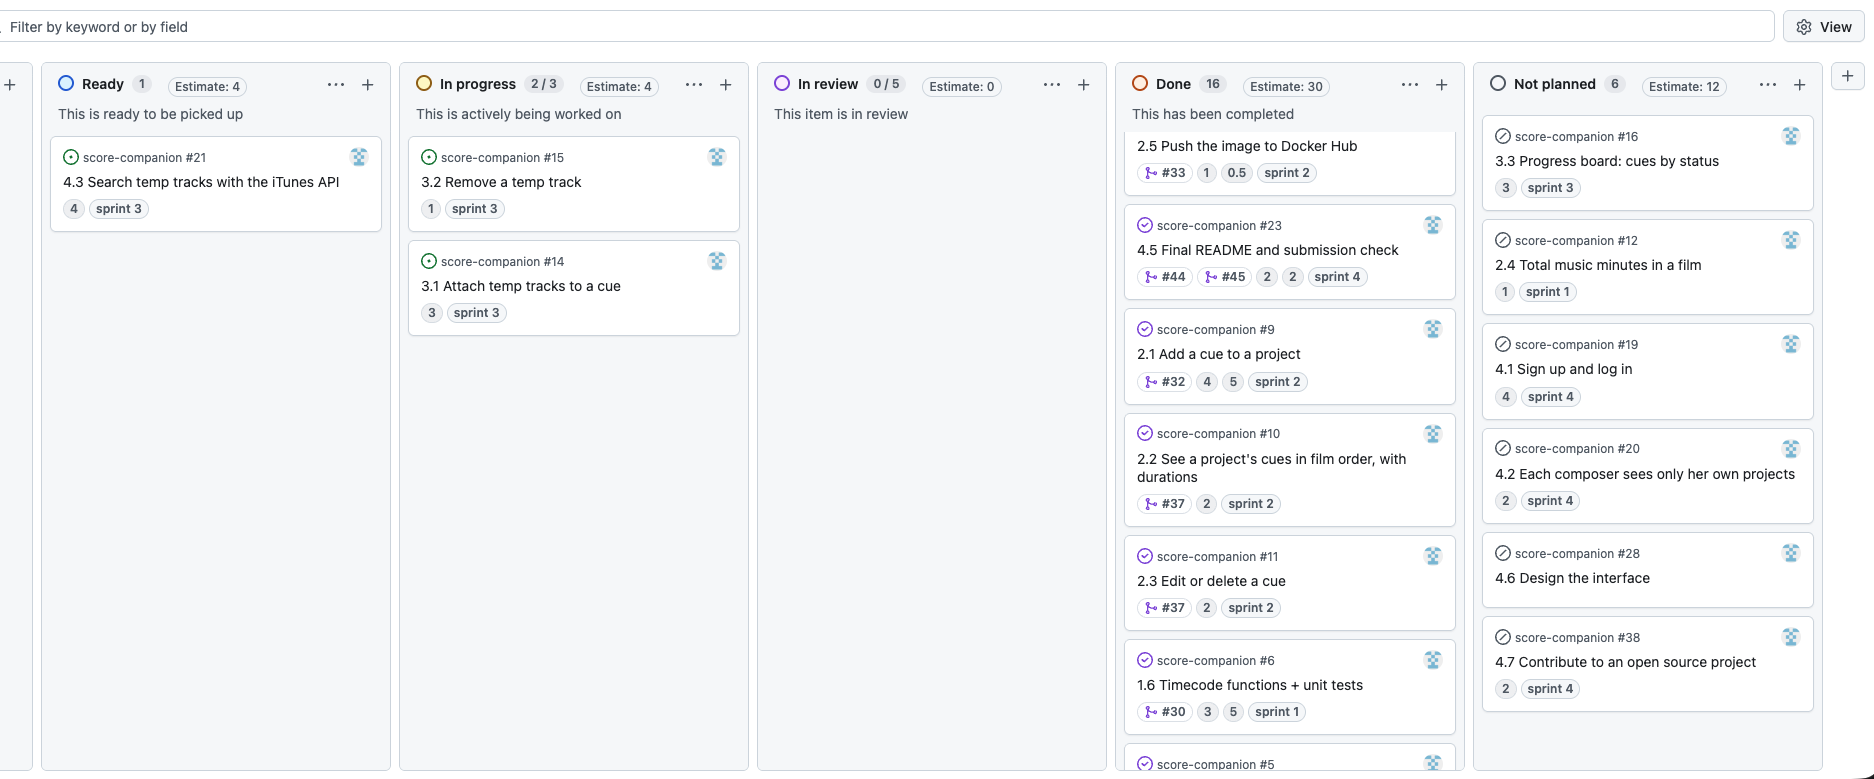 Filter by keyword or by field
View
Ready 1 Estimate: 4
This is ready to be picked up
score-companion #21
4.3 Search temp tracks with the iTunes API
4 sprint 3
In progress 2 / 3 Estimate: 4
This is actively being worked on
score-companion #15
3.2 Remove a temp track
1 sprint 3
score-companion #14
3.1 Attach temp tracks to a cue
3 sprint 3
In review 0 / 5 Estimate: 0
This item is in review
Done 16 Estimate: 30
This has been completed
2.5 Push the image to Docker Hub
#33 1 0.5 sprint 2
score-companion #23
4.5 Final README and submission check
#44 #45 2 2 sprint 4
score-companion #9
2.1 Add a cue to a project
#32 4 5 sprint 2
score-companion #10
2.2 See a project's cues in film order, with
durations
#37 2 sprint 2
score-companion #11
2.3 Edit or delete a cue
#37 2 sprint 2
score-companion #6
1.6 Timecode functions + unit tests
#30 3 5 sprint 1
score-companion #5
Not planned 6 Estimate: 12
score-companion #16
3.3 Progress board: cues by status
3 sprint 3
score-companion #12
2.4 Total music minutes in a film
1 sprint 1
score-companion #19
4.1 Sign up and log in
4 sprint 4
score-companion #20
4.2 Each composer sees only her own projects
2 sprint 4
score-companion #28
4.6 Design the interface
score-companion #38
4.7 Contribute to an open source project
2 sprint 4